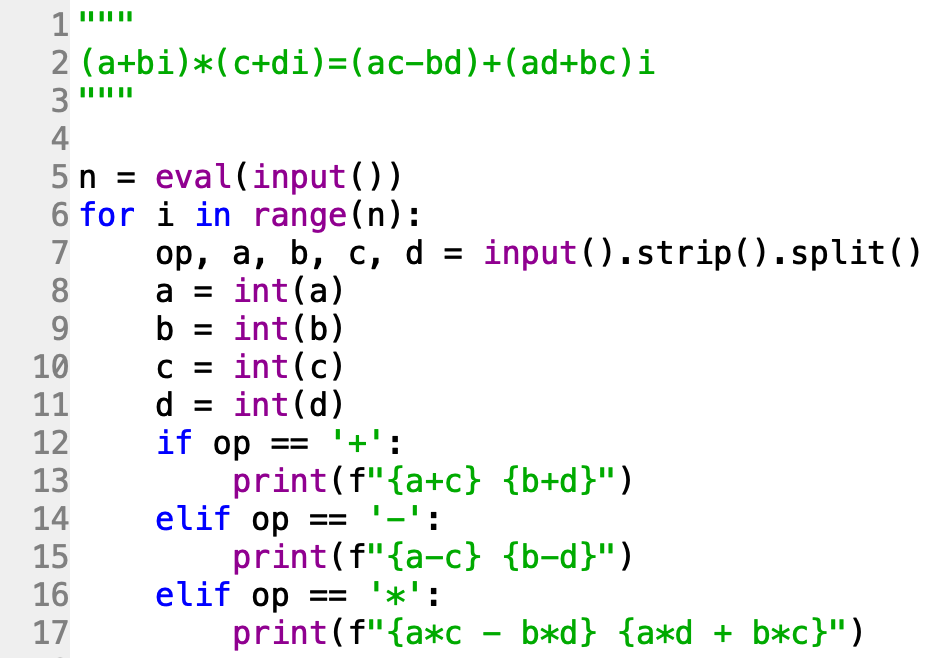 1 """
2 (a+bi)*(c+di)=(ac-bd)+(ad+bc)i
3 """
4
5 n = eval(input())
6 for i in range(n):
7     op, a, b, c, d = input().strip().split()
8     a = int(a)
9     b = int(b)
10     c = int(c)
11     d = int(d)
12     if op == '+':
13         print(f"{a+c} {b+d}")
14     elif op == '-':
15         print(f"{a-c} {b-d}")
16     elif op == '*':
17         print(f"{a*c - b*d} {a*d + b*c}")